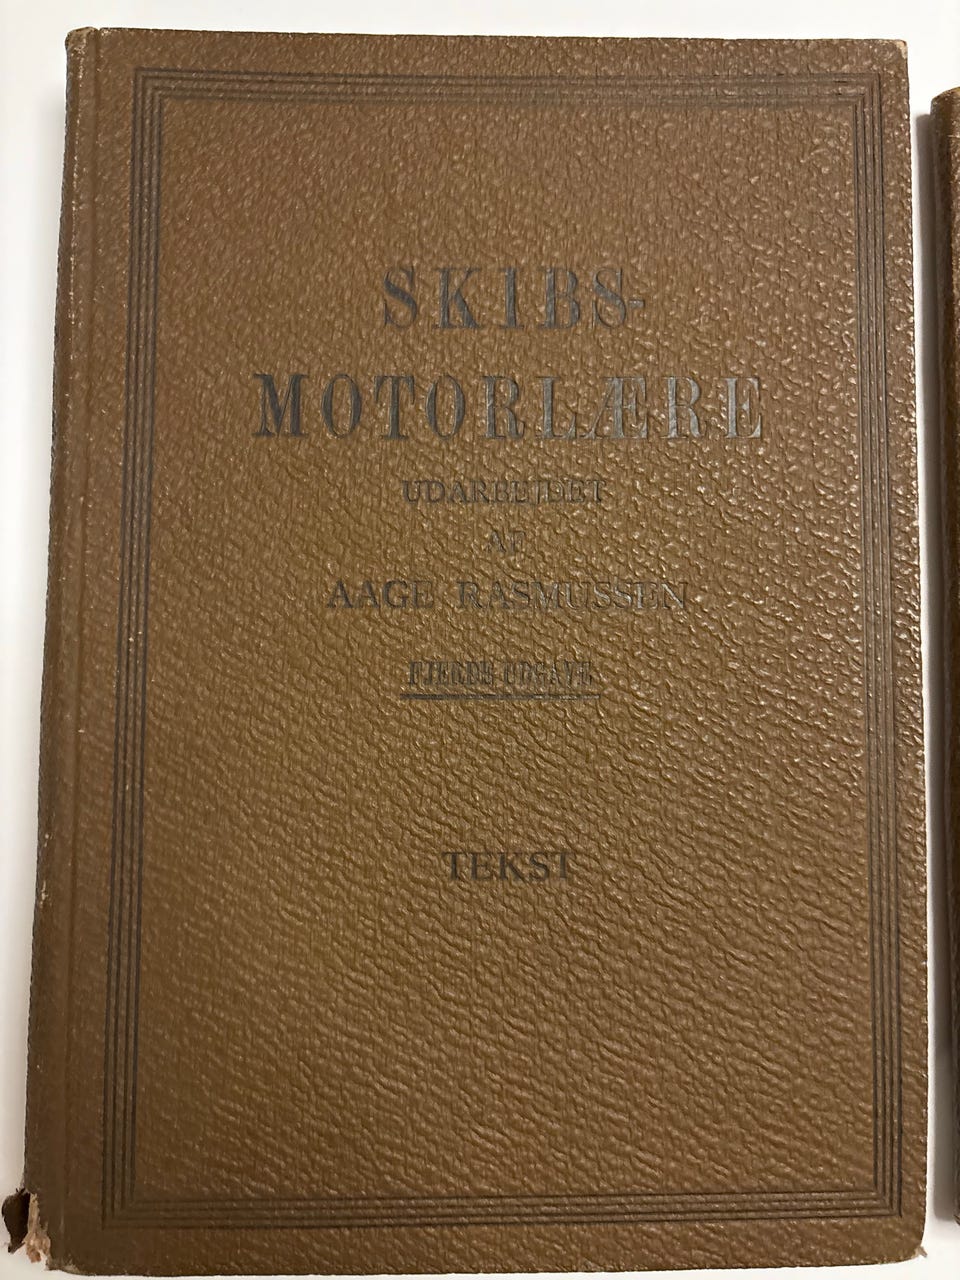 SKIBS-
MOTORLÆRE
UDARBEJDET
AF
AAGE RASMUSSEN
FJERDE UDGAVE
TEKST